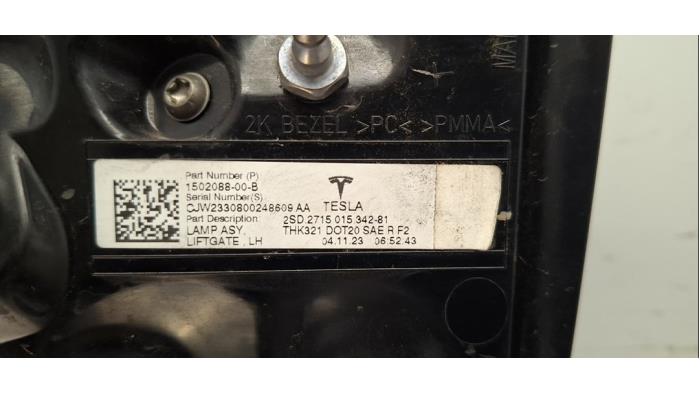 2K BEZEL >PC< >PMMA<
Part Number (P)
1502088-00-B
Serial Number(S)
CJW2330800248609 AA
Part Description:
LAMP ASY,
LIFTGATE , LH
TESLA
2SD.2715 015.342-81
THK321 DOT20 SAE R F2
04.11.23 06.52.43